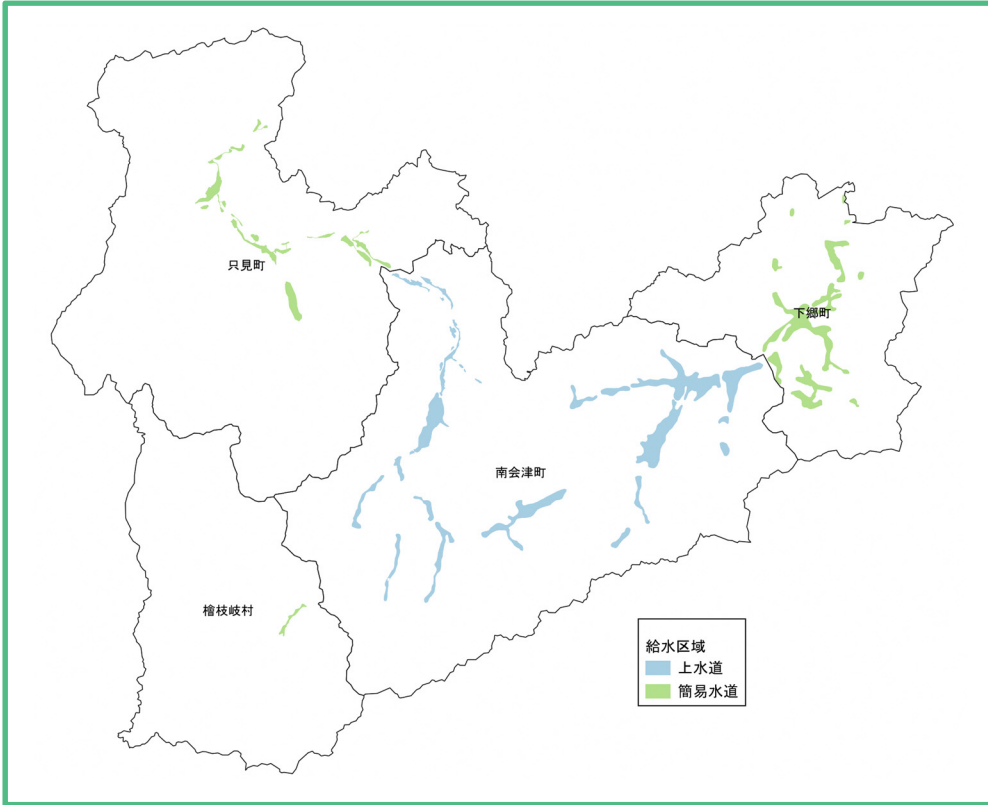 只見町
下郷町
南会津町
檜枝岐村
給水区域
上水道
簡易水道